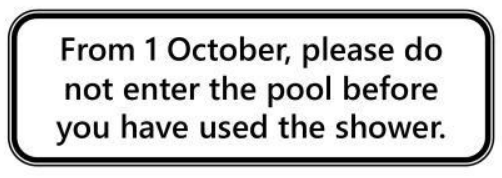 From 1 October, please do
not enter the pool before
you have used the shower.